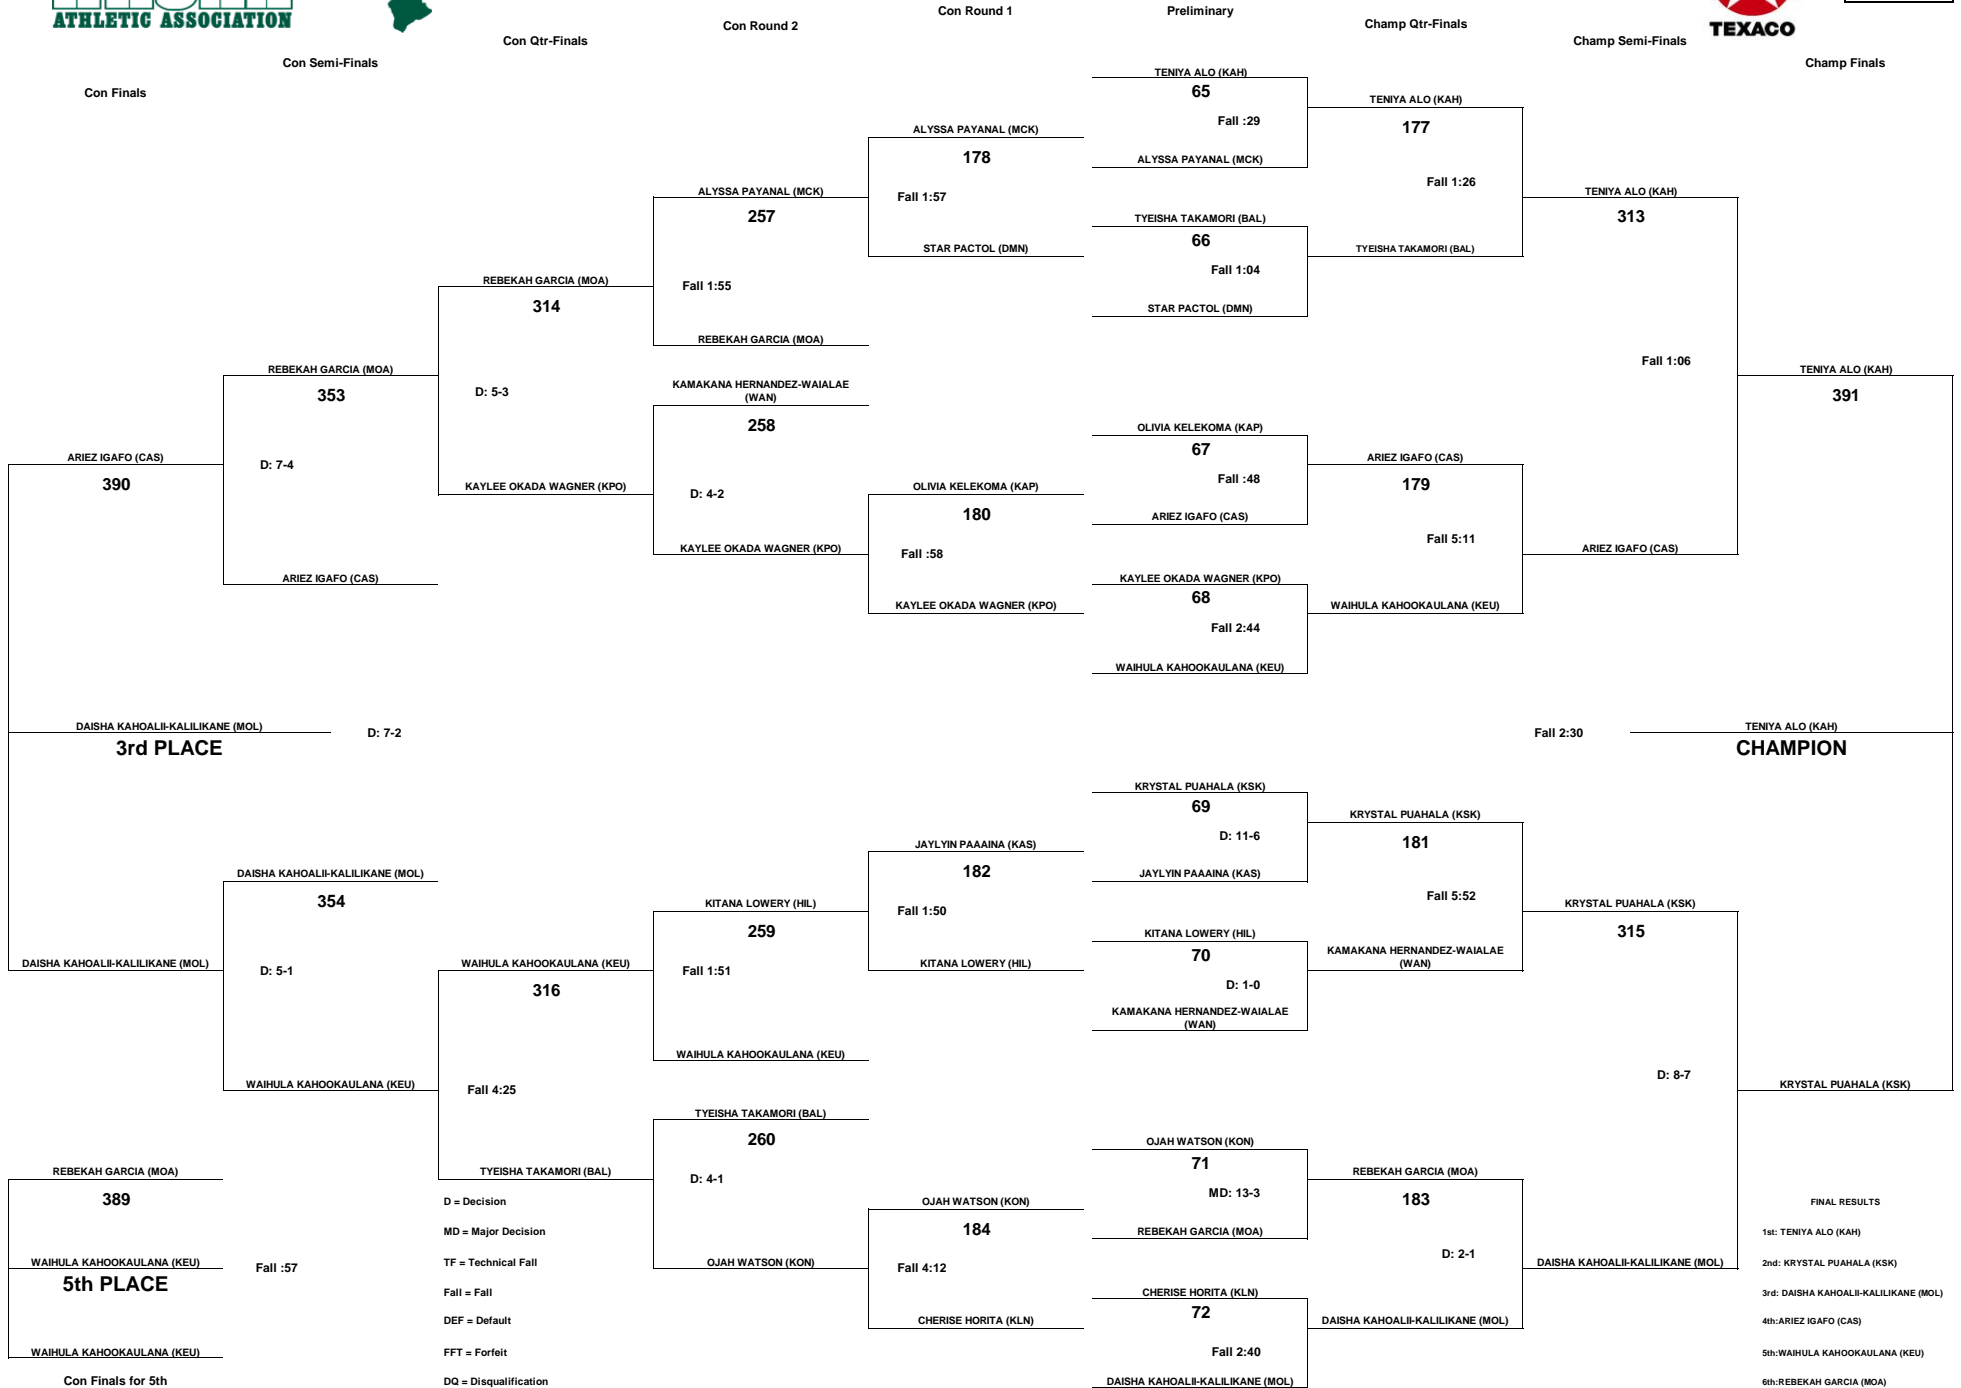 ATHLETIC ASSOCIATION
TEXACO
Con Finals
Con Semi-Finals
Con Qtr-Finals
Con Round 2
Con Round 1
Preliminary
Champ Qtr-Finals
Champ Semi-Finals
Champ Finals
TENIYA ALO (KAH)
65
Fall :29
ALYSSA PAYANAL (MCK)
TYEISHA TAKAMORI (BAL)
66
Fall 1:04
STAR PACTOL (DMN)
OLIVIA KELEKOMA (KAP)
67
Fall :48
ARIEZ IGAFO (CAS)
KAYLEE OKADA WAGNER (KPO)
68
Fall 2:44
WAIHULA KAHOOKAULANA (KEU)
KRYSTAL PUAHALA (KSK)
69
D: 11-6
JAYLYIN PAAAINA (KAS)
KITANA LOWERY (HIL)
70
D: 1-0
KAMAKANA HERNANDEZ-WAIALAE
(WAN)
OJAH WATSON (KON)
71
MD: 13-3
REBEKAH GARCIA (MOA)
CHERISE HORITA (KLN)
72
Fall 2:40
DAISHA KAHOALII-KALILIKANE (MOL)
TENIYA ALO (KAH)
177
Fall 1:26
TYEISHA TAKAMORI (BAL)
ARIEZ IGAFO (CAS)
179
Fall 5:11
WAIHULA KAHOOKAULANA (KEU)
KRYSTAL PUAHALA (KSK)
181
Fall 5:52
KAMAKANA HERNANDEZ-WAIALAE
(WAN)
REBEKAH GARCIA (MOA)
183
D: 2-1
DAISHA KAHOALII-KALILIKANE (MOL)
TENIYA ALO (KAH)
313
Fall 1:06
ARIEZ IGAFO (CAS)
KRYSTAL PUAHALA (KSK)
315
D: 8-7
DAISHA KAHOALII-KALILIKANE (MOL)
TENIYA ALO (KAH)
391
Fall 2:30
TENIYA ALO (KAH)
CHAMPION
KRYSTAL PUAHALA (KSK)
ALYSSA PAYANAL (MCK)
178
Fall 1:57
STAR PACTOL (DMN)
OLIVIA KELEKOMA (KAP)
180
Fall :58
KAYLEE OKADA WAGNER (KPO)
JAYLYIN PAAAINA (KAS)
182
Fall 1:50
KITANA LOWERY (HIL)
OJAH WATSON (KON)
184
Fall 4:12
CHERISE HORITA (KLN)
ALYSSA PAYANAL (MCK)
257
Fall 1:55
REBEKAH GARCIA (MOA)
KAMAKANA HERNANDEZ-WAIALAE
(WAN)
258
D: 4-2
KAYLEE OKADA WAGNER (KPO)
KITANA LOWERY (HIL)
259
Fall 1:51
WAIHULA KAHOOKAULANA (KEU)
TYEISHA TAKAMORI (BAL)
260
D: 4-1
OJAH WATSON (KON)
REBEKAH GARCIA (MOA)
314
D: 5-3
KAYLEE OKADA WAGNER (KPO)
WAIHULA KAHOOKAULANA (KEU)
316
Fall 4:25
TYEISHA TAKAMORI (BAL)
REBEKAH GARCIA (MOA)
353
D: 7-4
ARIEZ IGAFO (CAS)
DAISHA KAHOALII-KALILIKANE (MOL)
354
D: 5-1
WAIHULA KAHOOKAULANA (KEU)
ARIEZ IGAFO (CAS)
390
DAISHA KAHOALII-KALILIKANE (MOL)
3rd PLACE
D: 7-2
DAISHA KAHOALII-KALILIKANE (MOL)
REBEKAH GARCIA (MOA)
389
WAIHULA KAHOOKAULANA (KEU)
5th PLACE
Fall :57
WAIHULA KAHOOKAULANA (KEU)
Con Finals for 5th
D = Decision
MD = Major Decision
TF = Technical Fall
Fall = Fall
DEF = Default
FFT = Forfeit
DQ = Disqualification
FINAL RESULTS
1st: TENIYA ALO (KAH)
2nd: KRYSTAL PUAHALA (KSK)
3rd: DAISHA KAHOALII-KALILIKANE (MOL)
4th:ARIEZ IGAFO (CAS)
5th:WAIHULA KAHOOKAULANA (KEU)
6th:REBEKAH GARCIA (MOA)